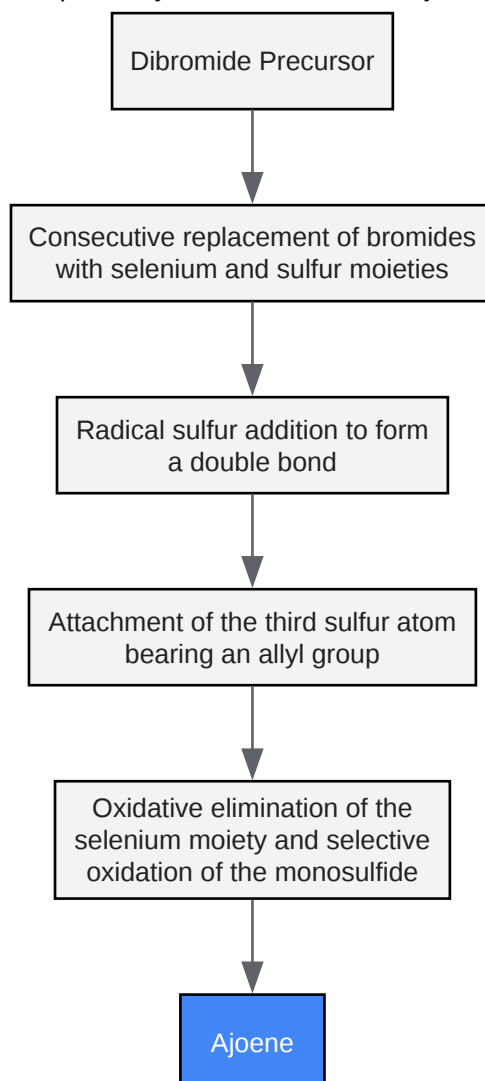 Dibromide Precursor
Consecutive replacement of bromides
with selenium and sulfur moieties
Radical sulfur addition to form
a double bond
Attachment of the third sulfur atom
bearing an allyl group
Oxidative elimination of the
selenium moiety and selective
oxidation of the monosulfide
Ajoene